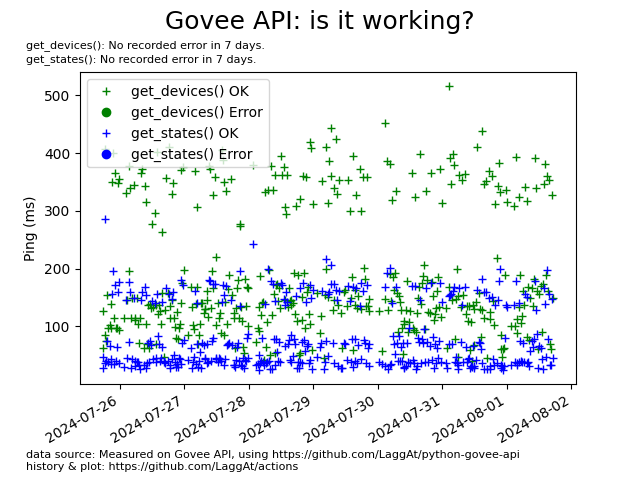 Govee API: is it working?
get_devices(): No recorded error in 7 days.
get_states(): No recorded error in 7 days.
get_devices() OK
get_devices() Error
get_states() OK
get_states() Error
Ping (ms)
500
400
300
200
100
2024-07-26
2024-07-27
2024-07-28
2024-07-29
2024-07-30
2024-07-31
2024-08-01
2024-08-02
data source: Measured on Govee API, using https://github.com/LaggAt/python-govee-api
history & plot: https://github.com/LaggAt/actions